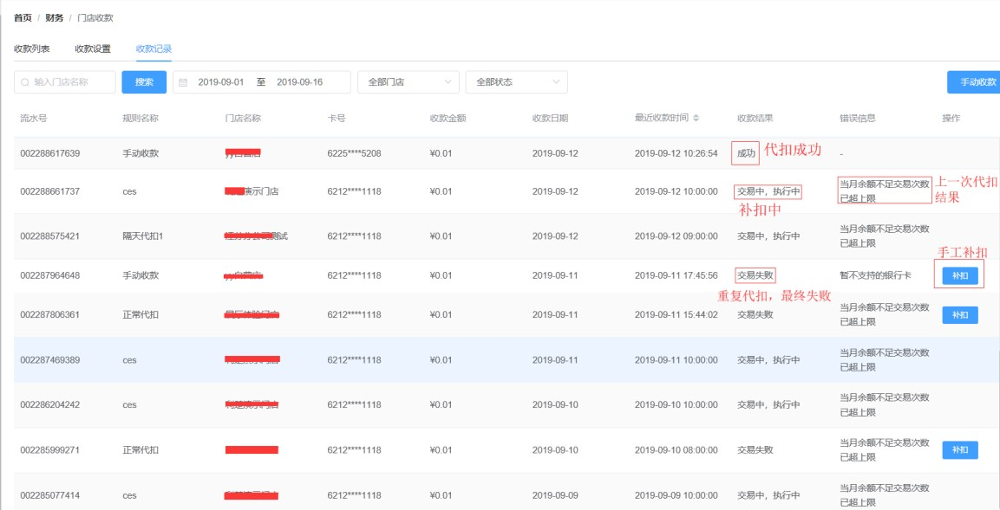 首页 / 财务 / 门店收款
收款列表 收款设置 收款记录
输入门店名称 搜索 2019-09-01 至 2019-09-16 全部门店 全部状态 手动收款
流水号 规则名称 门店名称 卡号 收款金额 收款日期 最近收款时间 收款结果 错误信息 操作
002288617639 手动收款 6225****5208 ¥0.01 2019-09-12 2019-09-12 10:26:54 成功 代扣成功 -
002288661737 ces 演示门店 6212****1118 ¥0.01 2019-09-12 2019-09-12 10:00:00 交易中，执行中 当月余额不足交易次数 上一次代扣
已超上限 结果
补扣中
002288575421 隔天代扣1 测试 6212****1118 ¥0.01 2019-09-12 2019-09-12 09:00:00 交易中，执行中 当月余额不足交易次数
已超上限
手工补扣
002287964648 手动收款 6212****1118 ¥0.01 2019-09-11 2019-09-11 17:45:56 交易失败 暂不支持的银行卡 补扣
重复代扣，最终失败
002287806361 正常代扣 6212****1118 ¥0.01 2019-09-11 2019-09-11 15:44:02 交易失败 当月余额不足交易次数 补扣
已超上限
002287469389 ces 6212****1118 ¥0.01 2019-09-11 2019-09-11 10:00:00 交易中，执行中 当月余额不足交易次数
已超上限
002286204242 ces 6212****1118 ¥0.01 2019-09-10 2019-09-10 10:00:00 交易中，执行中 当月余额不足交易次数
已超上限
002285999271 正常代扣 6212****1118 ¥0.01 2019-09-10 2019-09-10 08:00:00 交易失败 当月余额不足交易次数 补扣
已超上限
002285077414 ces 6212****1118 ¥0.01 2019-09-09 2019-09-09 10:00:00 交易中，执行中 当月余额不足交易次数
已超上限